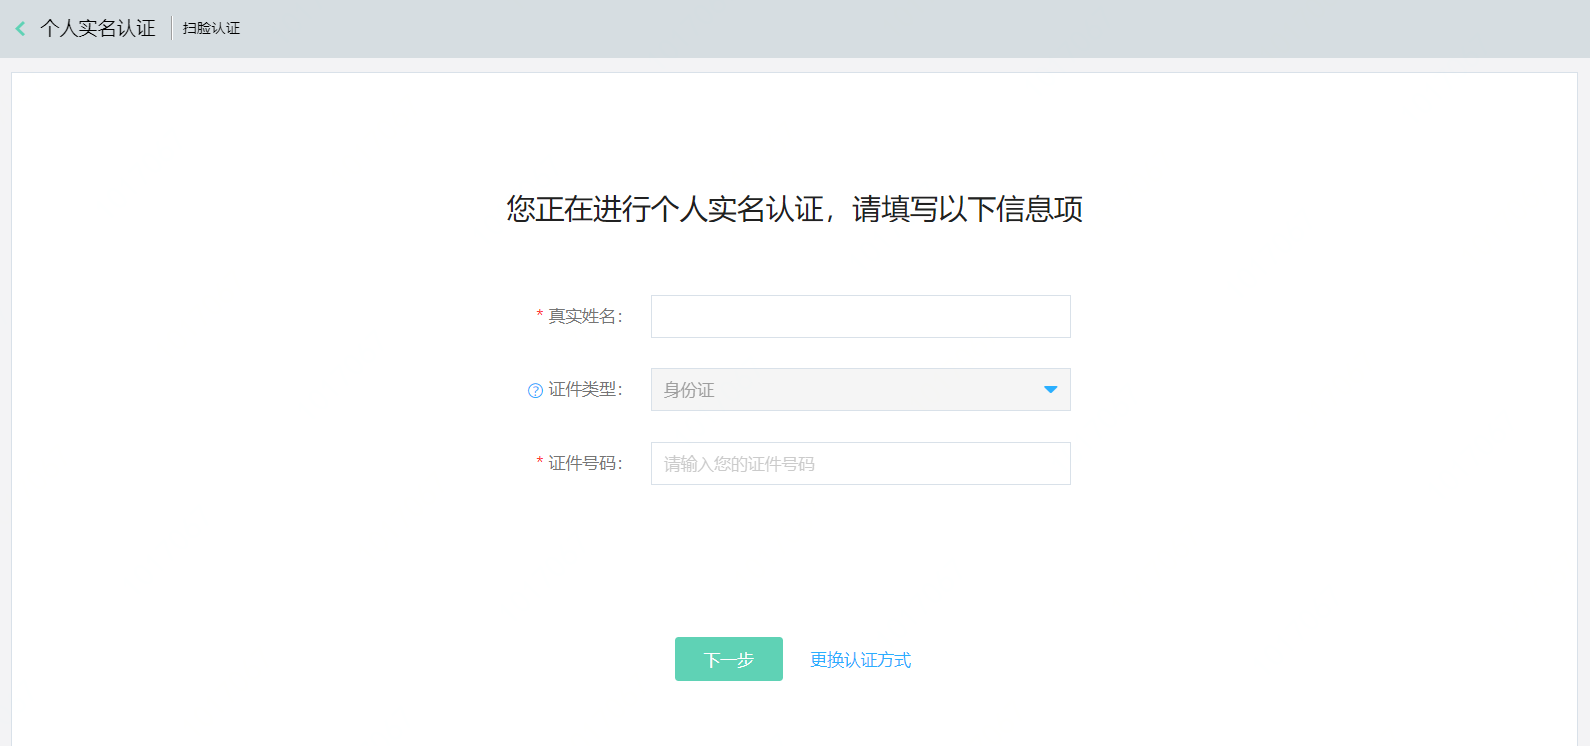 个人实名认证 扫脸认证
您正在进行个人实名认证，请填写以下信息项
* 真实姓名：
? 证件类型： 身份证
* 证件号码： 请输入您的证件号码
下一步 更换认证方式